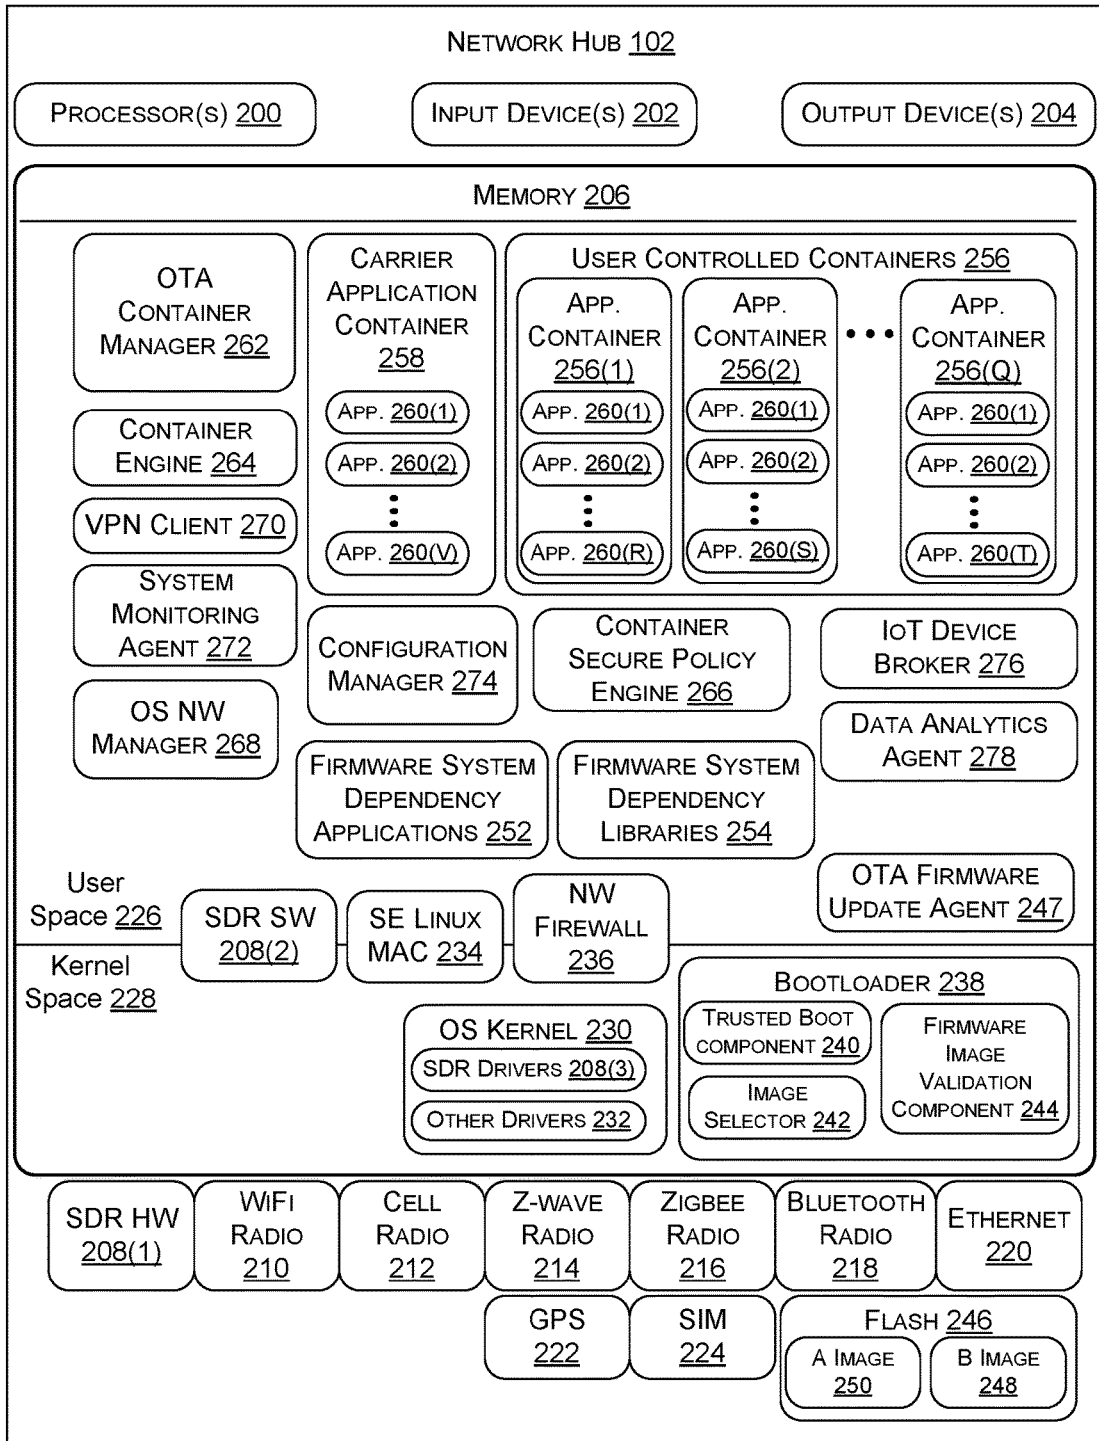 NETWORK HUB 102
PROCESSOR(S) 200
INPUT DEVICE(S) 202
OUTPUT DEVICE(S) 204
MEMORY 206
OTA
CONTAINER
MANAGER 262
CONTAINER
ENGINE 264
VPN CLIENT 270
SYSTEM
MONITORING
AGENT 272
OS NW
MANAGER 268
CARRIER
APPLICATION
CONTAINER
258
APP. 260(1)
APP. 260(2)
APP. 260(V)
USER CONTROLLED CONTAINERS 256
APP.
CONTAINER
256(1)
APP. 260(1)
APP. 260(2)
APP. 260(R)
APP.
CONTAINER
256(2)
APP. 260(1)
APP. 260(2)
APP. 260(S)
APP.
CONTAINER
256(Q)
APP. 260(1)
APP. 260(2)
APP. 260(T)
CONFIGURATION
MANAGER 274
CONTAINER
SECURE POLICY
ENGINE 266
IOT DEVICE
BROKER 276
DATA ANALYTICS
AGENT 278
FIRMWARE SYSTEM
DEPENDENCY
APPLICATIONS 252
FIRMWARE SYSTEM
DEPENDENCY
LIBRARIES 254
OTA FIRMWARE
UPDATE AGENT 247
User
Space 226
SDR SW
208(2)
SE LINUX
MAC 234
NW
FIREWALL
236
Kernel
Space 228
OS KERNEL 230
SDR DRIVERS 208(3)
OTHER DRIVERS 232
BOOTLOADER 238
TRUSTED BOOT
COMPONENT 240
IMAGE
SELECTOR 242
FIRMWARE
IMAGE
VALIDATION
COMPONENT 244
SDR HW
208(1)
WIFI
RADIO
210
CELL
RADIO
212
Z-WAVE
RADIO
214
ZIGBEE
RADIO
216
BLUETOOTH
RADIO
218
ETHERNET
220
GPS
222
SIM
224
FLASH 246
A IMAGE
250
B IMAGE
248